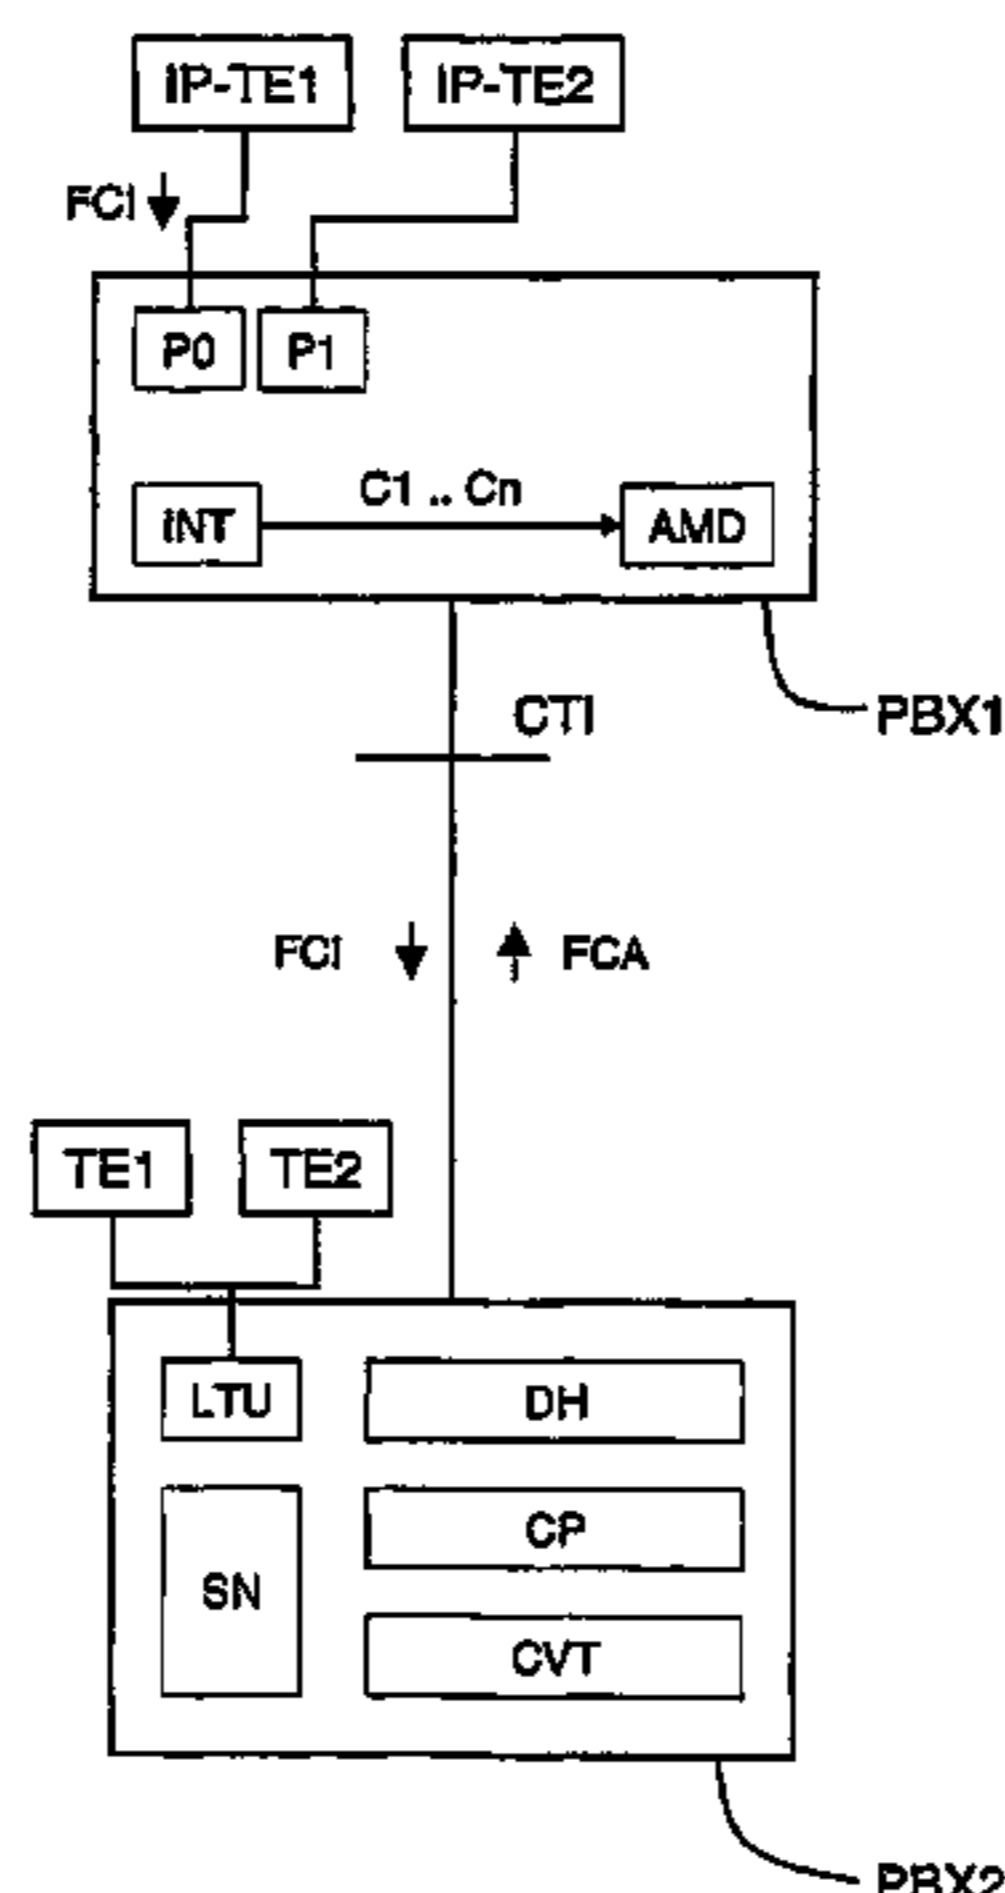 IP-TE1 IP-TE2
FCI
P0 P1
C1 .. Cn
INT AMD
PBX1
CTI
FCI FCA
TE1 TE2
LTU DH
CP
SN
CVT
PBX2